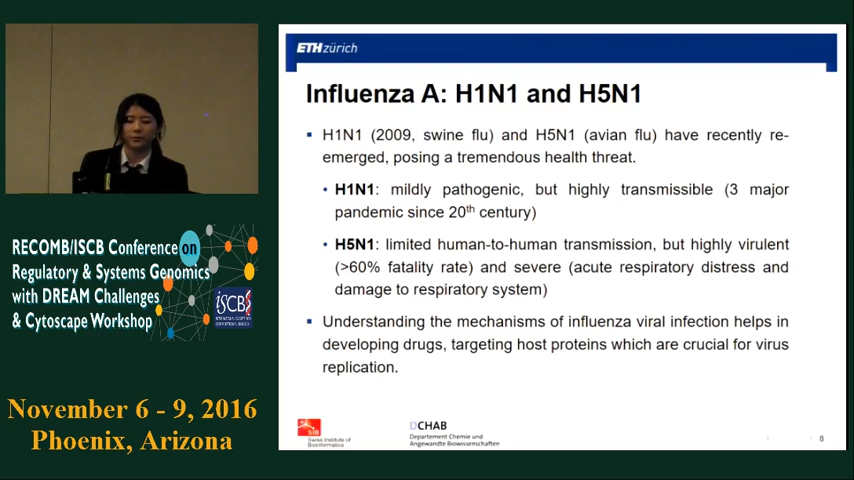 ETH zürich
Influenza A: H1N1 and H5N1
▪ H1N1 (2009, swine flu) and H5N1 (avian flu) have recently re-
emerged, posing a tremendous health threat.
• H1N1: mildly pathogenic, but highly transmissible (3 major
pandemic since 20th century)
• H5N1: limited human-to-human transmission, but highly virulent
(>60% fatality rate) and severe (acute respiratory distress and
damage to respiratory system)
▪ Understanding the mechanisms of influenza viral infection helps in
developing drugs, targeting host proteins which are crucial for virus
replication.
SIB
Swiss Institute of
Bioinformatics
DCHAB
Departement Chemie und
Angewandte Biowissenschaften
8
RECOMB/ISCB Conference on
Regulatory & Systems Genomics
with DREAM Challenges
& Cytoscape Workshop
ISCB
November 6 - 9, 2016
Phoenix, Arizona